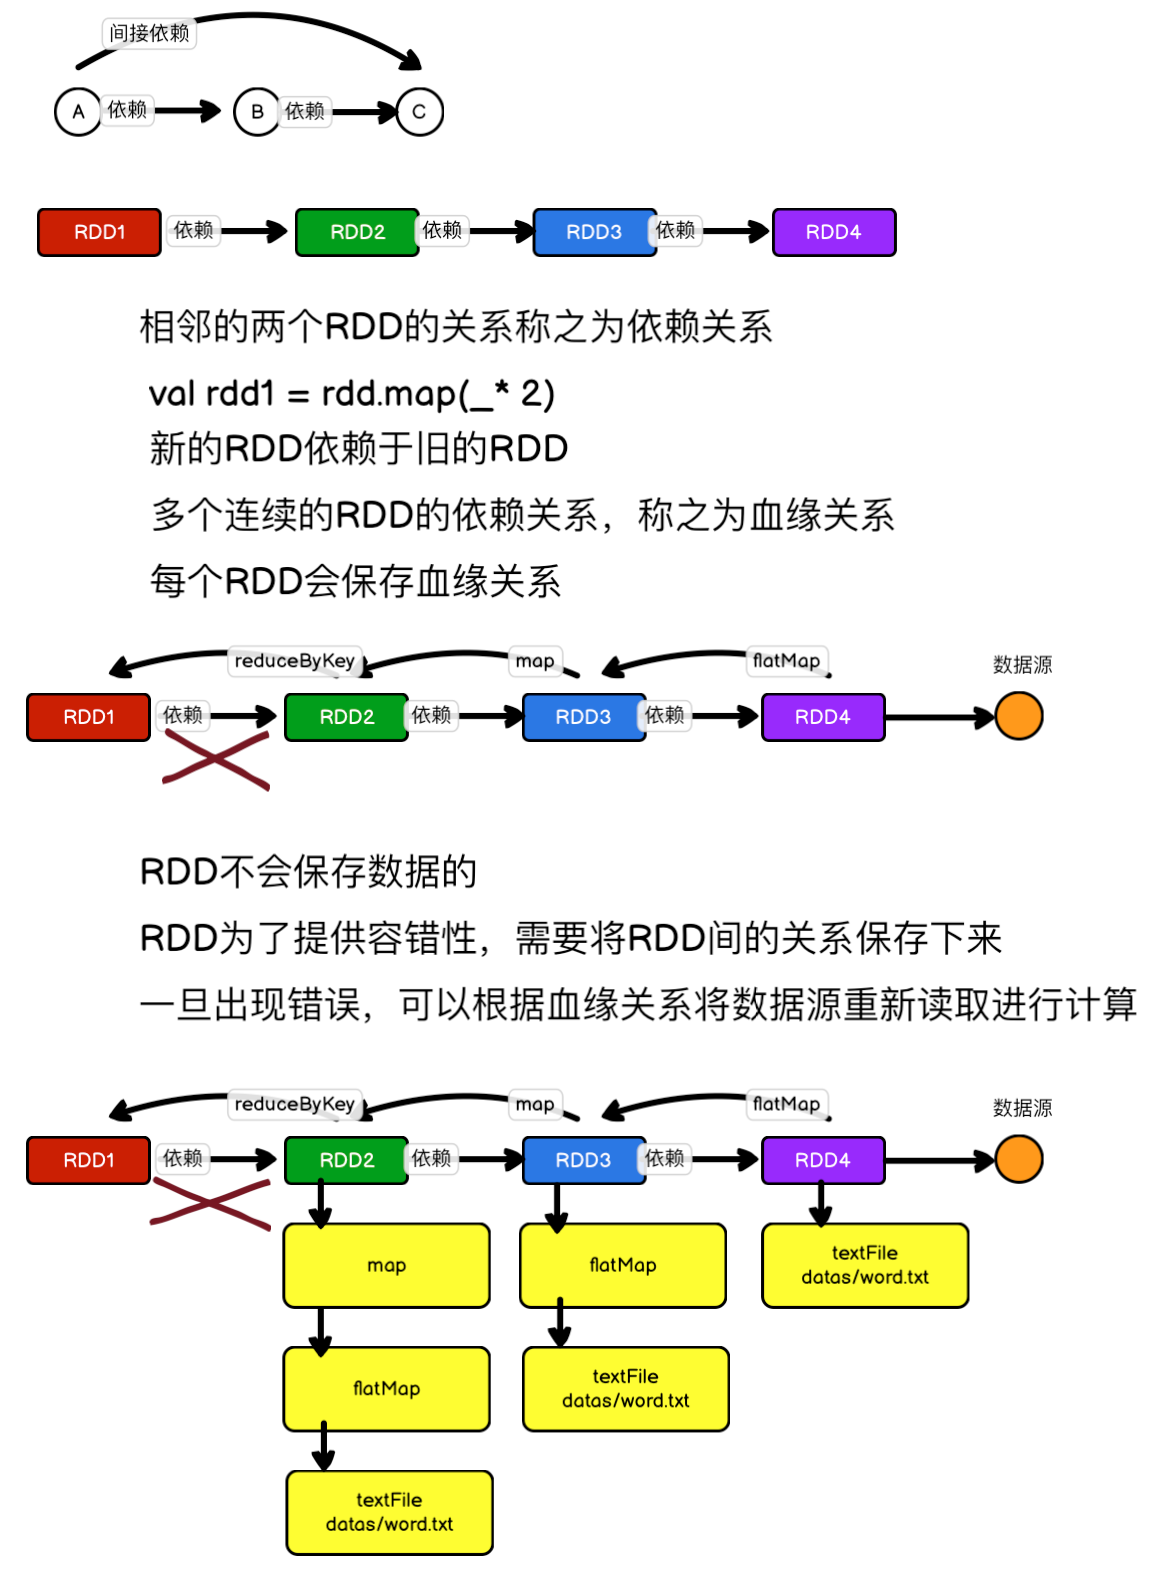 间接依赖
A 依赖 B 依赖 C
RDD1 依赖 RDD2 依赖 RDD3 依赖 RDD4
相邻的两个RDD的关系称之为依赖关系
val rdd1 = rdd.map(_* 2)
新的RDD依赖于旧的RDD
多个连续的RDD的依赖关系，称之为血缘关系
每个RDD会保存血缘关系
reduceByKey map flatMap 数据源
RDD1 依赖 RDD2 依赖 RDD3 依赖 RDD4
RDD不会保存数据的
RDD为了提供容错性，需要将RDD间的关系保存下来
一旦出现错误，可以根据血缘关系将数据源重新读取进行计算
reduceByKey map flatMap 数据源
RDD1 依赖 RDD2 依赖 RDD3 依赖 RDD4
map
flatMap
textFile
datas/word.txt
flatMap
textFile
datas/word.txt
textFile
datas/word.txt